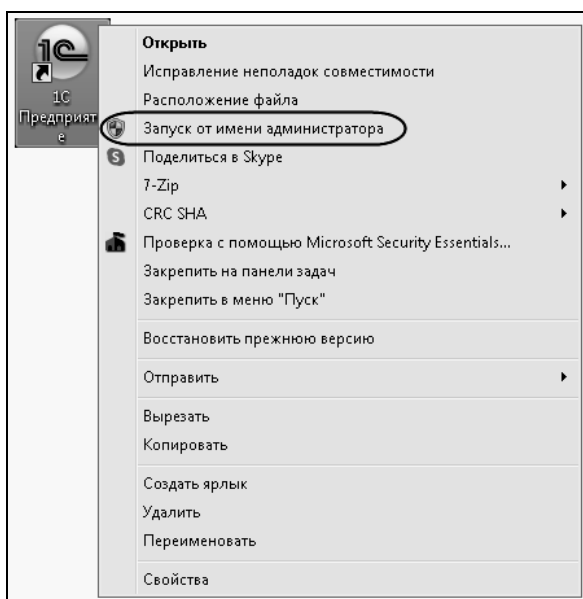 1С
1С
Предприят
е
Открыть
Исправление неполадок совместимости
Расположение файла
Запуск от имени администратора
Поделиться в Skype
7-Zip
CRC SHA
Проверка с помощью Microsoft Security Essentials...
Закрепить на панели задач
Закрепить в меню "Пуск"
Восстановить прежнюю версию
Отправить
Вырезать
Копировать
Создать ярлык
Удалить
Переименовать
Свойства